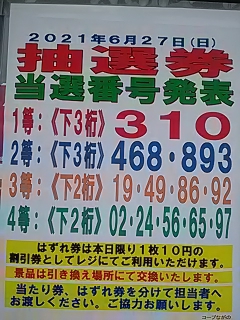 2021年6月27日(日)
抽選券
当選番号発表
1等:《下3桁》310
2等:《下3桁》468・893
3等:《下2桁》19・49・86・92
4等:《下2桁》02・24・56・65・97
はずれ券は本日限り1枚10円の
割引券としてレジにてご利用いただけます。
景品は引き換え場所にて交換いたします。
当たり券、はずれ券を分けて担当者へ
お渡しください。ご協力お願いします。
コープながの